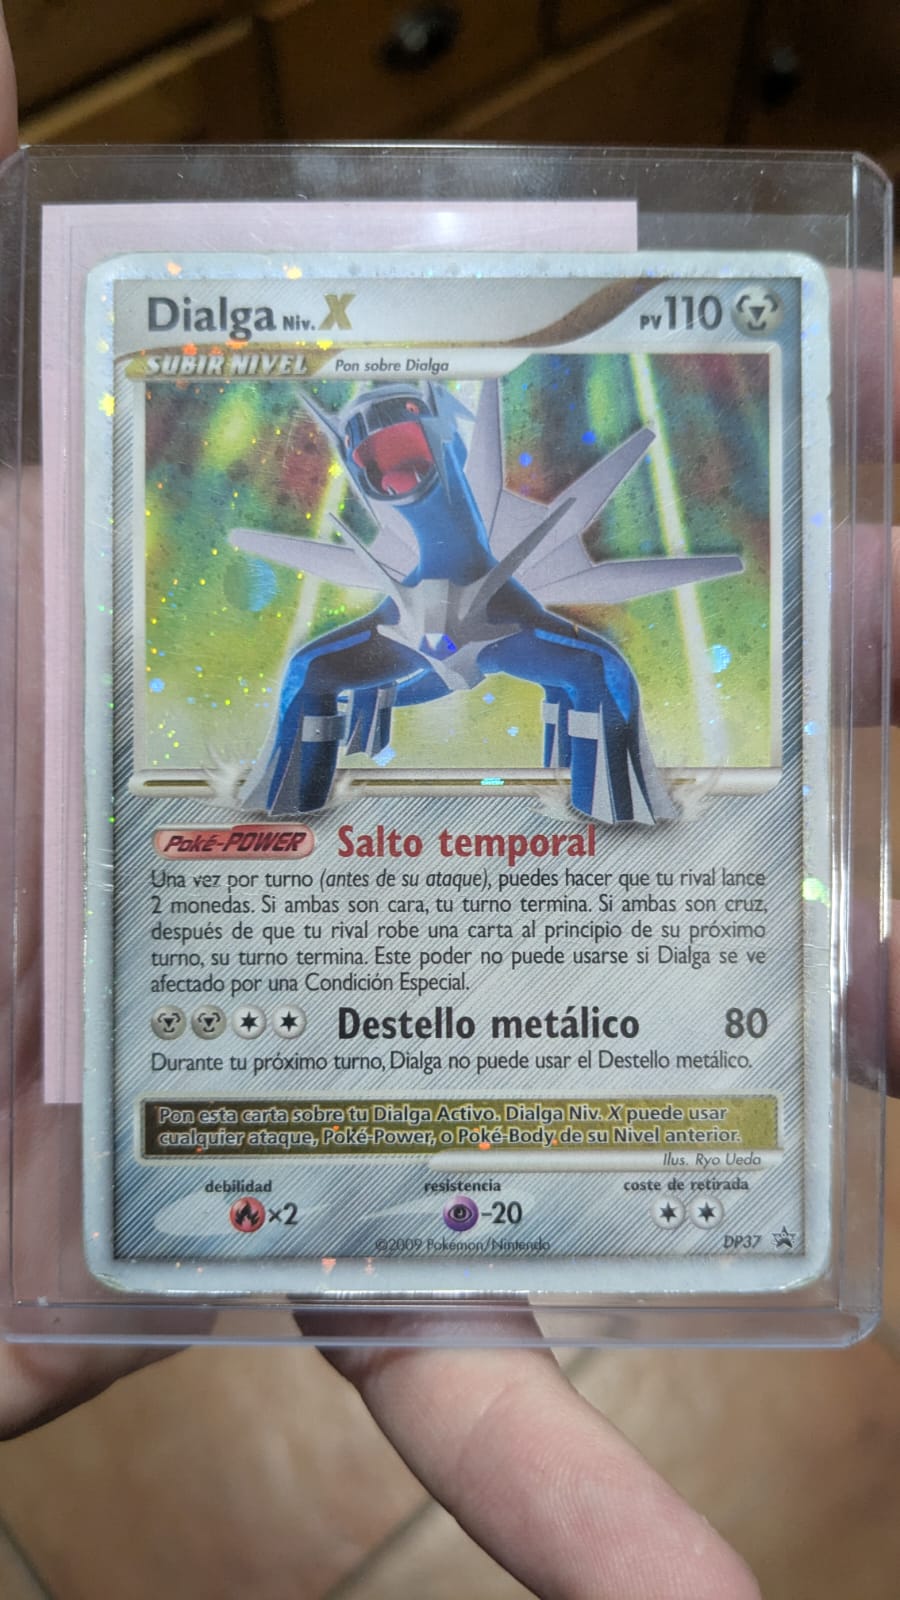 Dialga Niv. X PV 110
SUBIR NIVEL Pon sobre Dialga
Poké-POWER Salto temporal
Una vez por turno (antes de su ataque), puedes hacer que tu rival lance
2 monedas. Si ambas son cara, tu turno termina. Si ambas son cruz,
después de que tu rival robe una carta al principio de su próximo
turno, su turno termina. Este poder no puede usarse si Dialga se ve
afectado por una Condición Especial.
Destello metálico 80
Durante tu próximo turno, Dialga no puede usar el Destello metálico.
Pon esta carta sobre tu Dialga Activo. Dialga Niv. X puede usar
cualquier ataque, Poké-Power, o Poké-Body de su Nivel anterior.
Ilus. Ryo Ueda
debilidad resistencia coste de retirada
×2 -20
©2009 Pokémon/Nintendo DP37